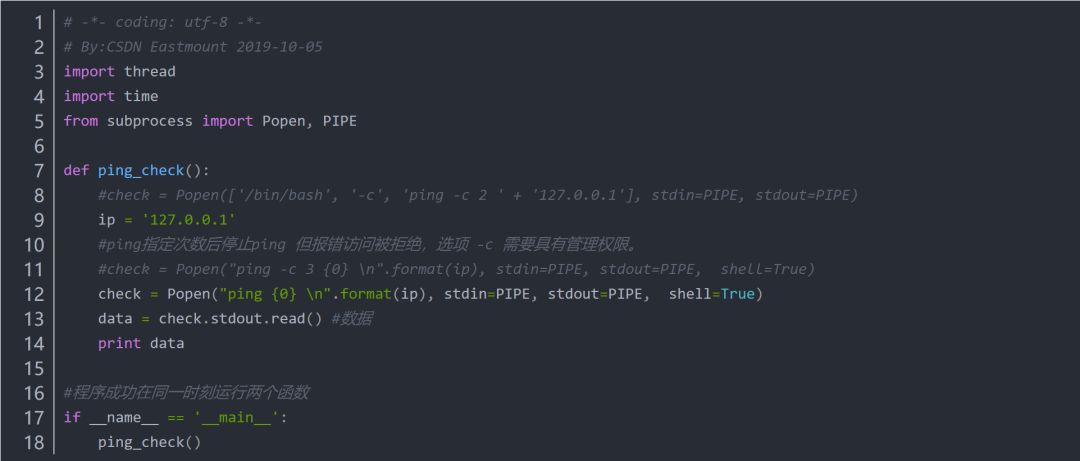 1 # -*- coding: utf-8 -*-
2 # By:CSDN Eastmount 2019-10-05
3 import thread
4 import time
5 from subprocess import Popen, PIPE
6
7 def ping_check():
8     #check = Popen(['/bin/bash', '-c', 'ping -c 2 ' + '127.0.0.1'], stdin=PIPE, stdout=PIPE)
9     ip = '127.0.0.1'
10     #ping指定次数后停止ping 但报错访问被拒绝，选项 -c 需要具有管理权限。
11     #check = Popen("ping -c 3 {0} \n".format(ip), stdin=PIPE, stdout=PIPE,  shell=True)
12     check = Popen("ping {0} \n".format(ip), stdin=PIPE, stdout=PIPE,  shell=True)
13     data = check.stdout.read() #数据
14     print data
15
16 #程序成功在同一时刻运行两个函数
17 if __name__ == '__main__':
18     ping_check()